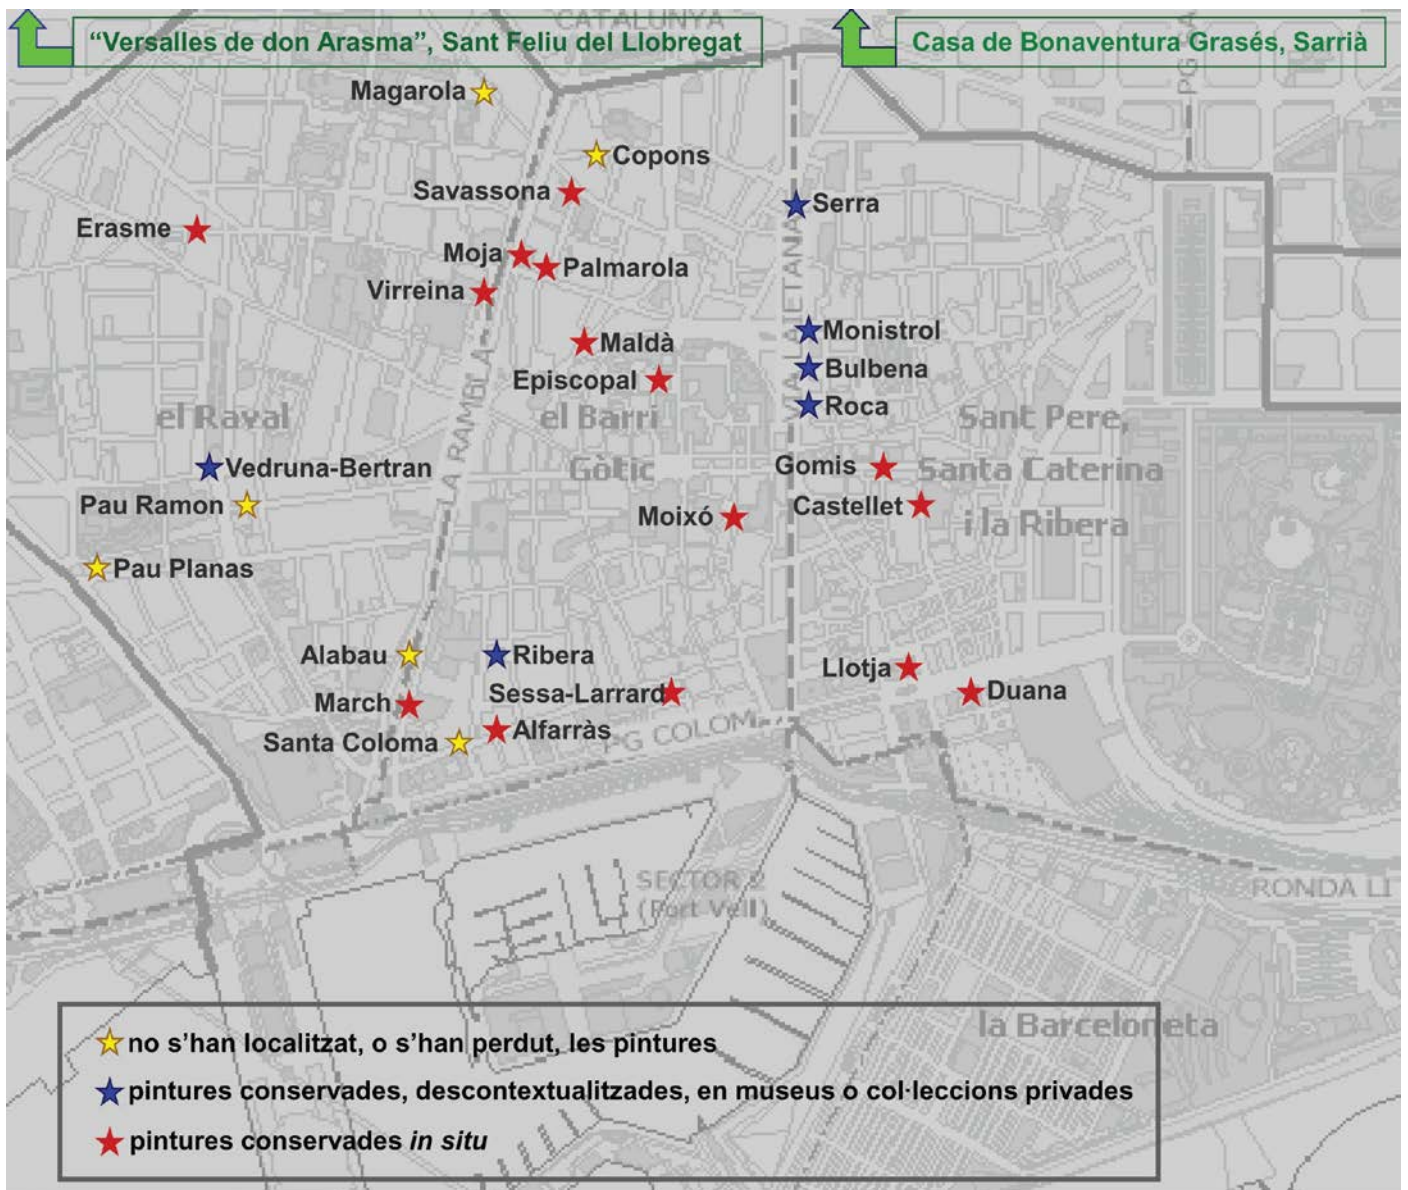 CATALUNYA
PG SA
“Versalles de don Arasma”, Sant Feliu del Llobregat
Casa de Bonaventura Grasés, Sarrià
Magarola
Copons
Savassona
Serra
Erasme
Moja
Palmarola
Virreina
Monistrol
Maldà
Bulbena
Episcopal
Roca
LA RAMBLA
VIA LAIETANA
el Raval
el Barri
Gòtic
Sant Pere,
Santa Caterina
i la Ribera
Vedruna-Bertran
Gomis
Pau Ramon
Castellet
Moixó
Pau Planas
Alabau
Ribera
Llotja
Sessa-Larrard
Duana
March
Alfarràs
Santa Coloma
PG COLOM
SECTOR 2
(Port Vell)
RONDA LI
la Barceloneta
no s’han localitzat, o s’han perdut, les pintures
pintures conservades, descontextualitzades, en museus o col·leccions privades
pintures conservades in situ